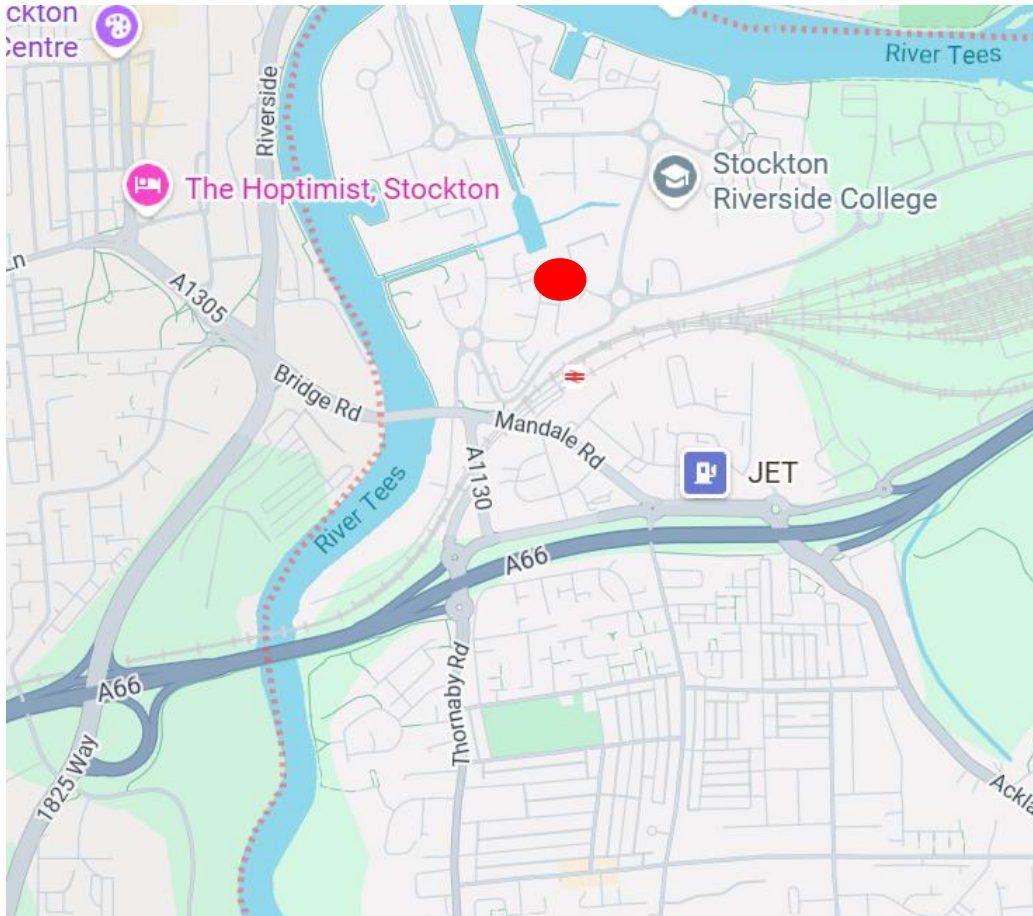 ckton
Centre
River Tees
Riverside
Stockton
Riverside College
The Hoptimist, Stockton
Ln
A1305
Bridge Rd
Mandale Rd
A1130
JET
River Tees
A66
A66
Thornaby Rd
1825 Way
Ackla